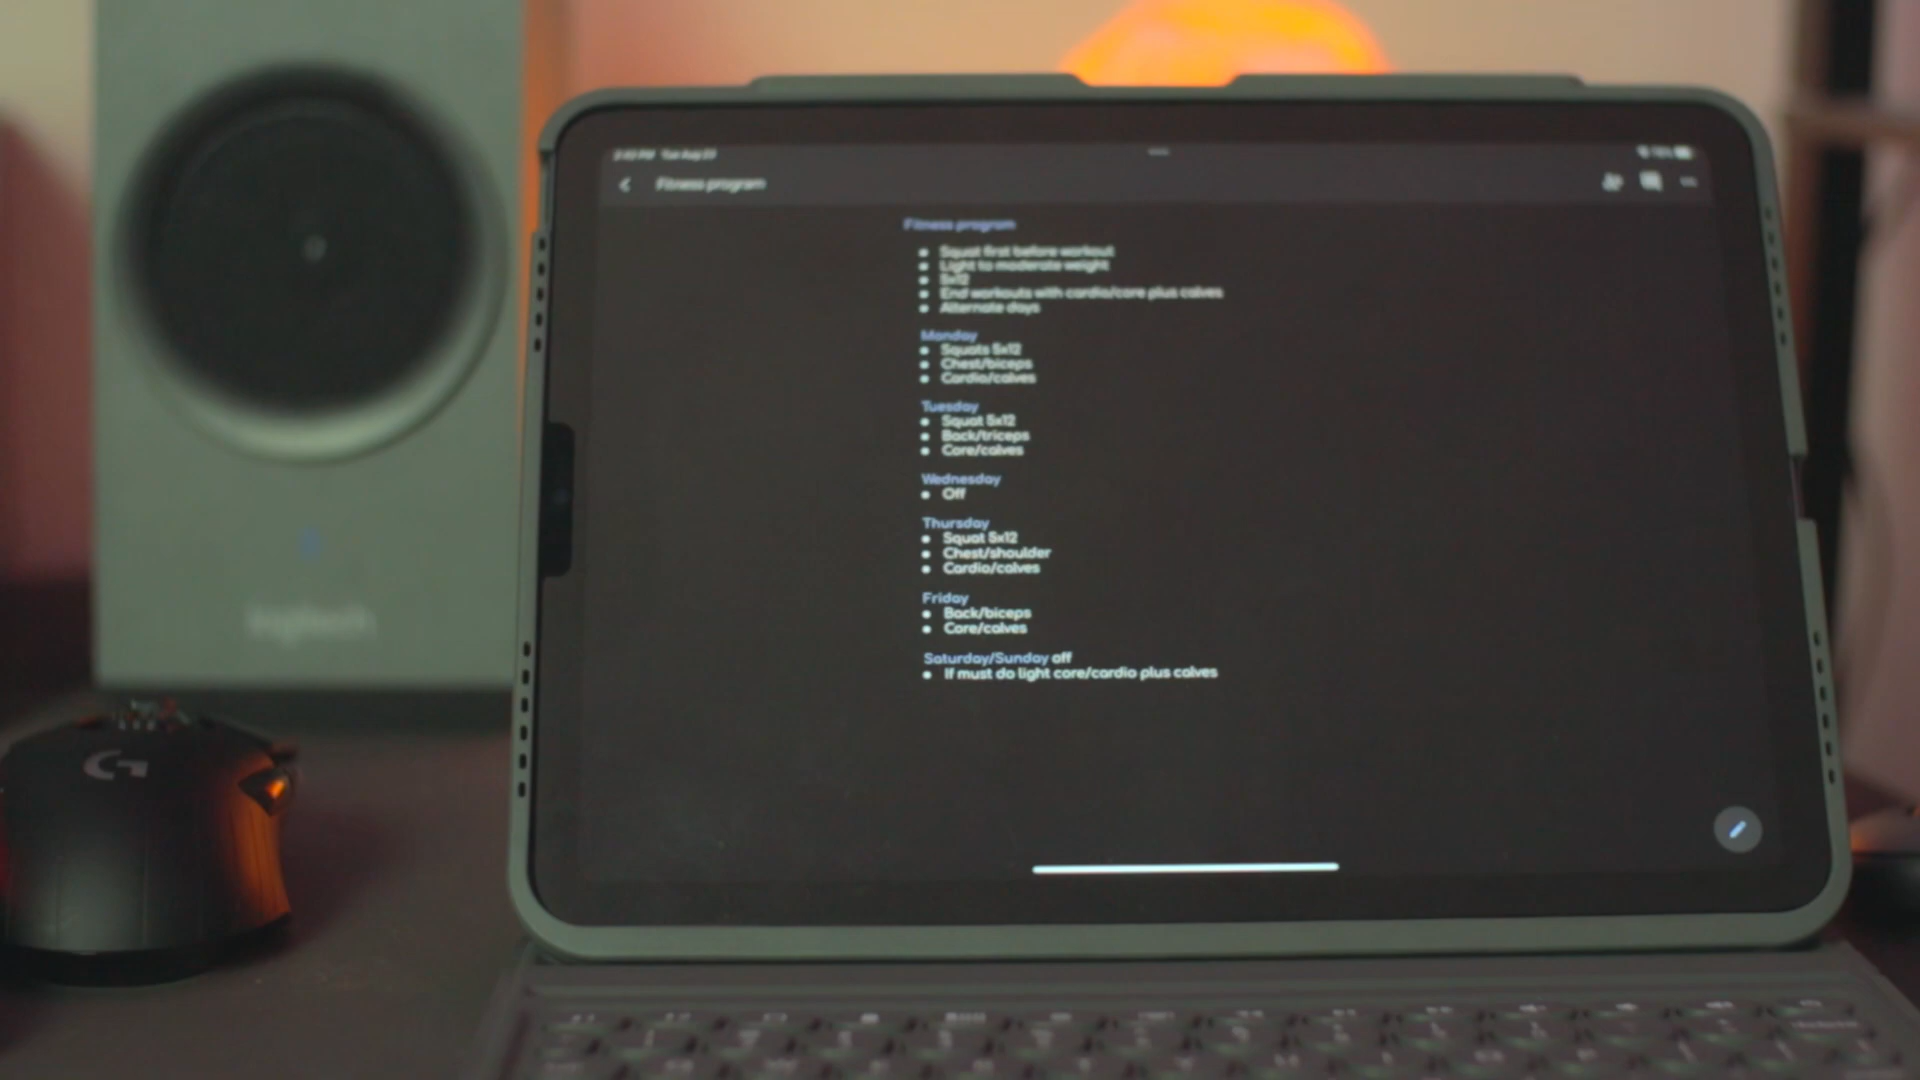 Fitness program
Fitness program
Squat first before workout
Light to moderate weight
5x12
End workouts with cardio/core plus calves
Alternate days
Monday
Squats 5x12
Chest/biceps
Cardio/calves
Tuesday
Squat 5x12
Back/triceps
Core/calves
Wednesday
Off
Thursday
Squat 5x12
Chest/shoulder
Cardio/calves
Friday
Back/biceps
Core/calves
Saturday/Sunday off
If must do light core/cardio plus calves
logitech
G